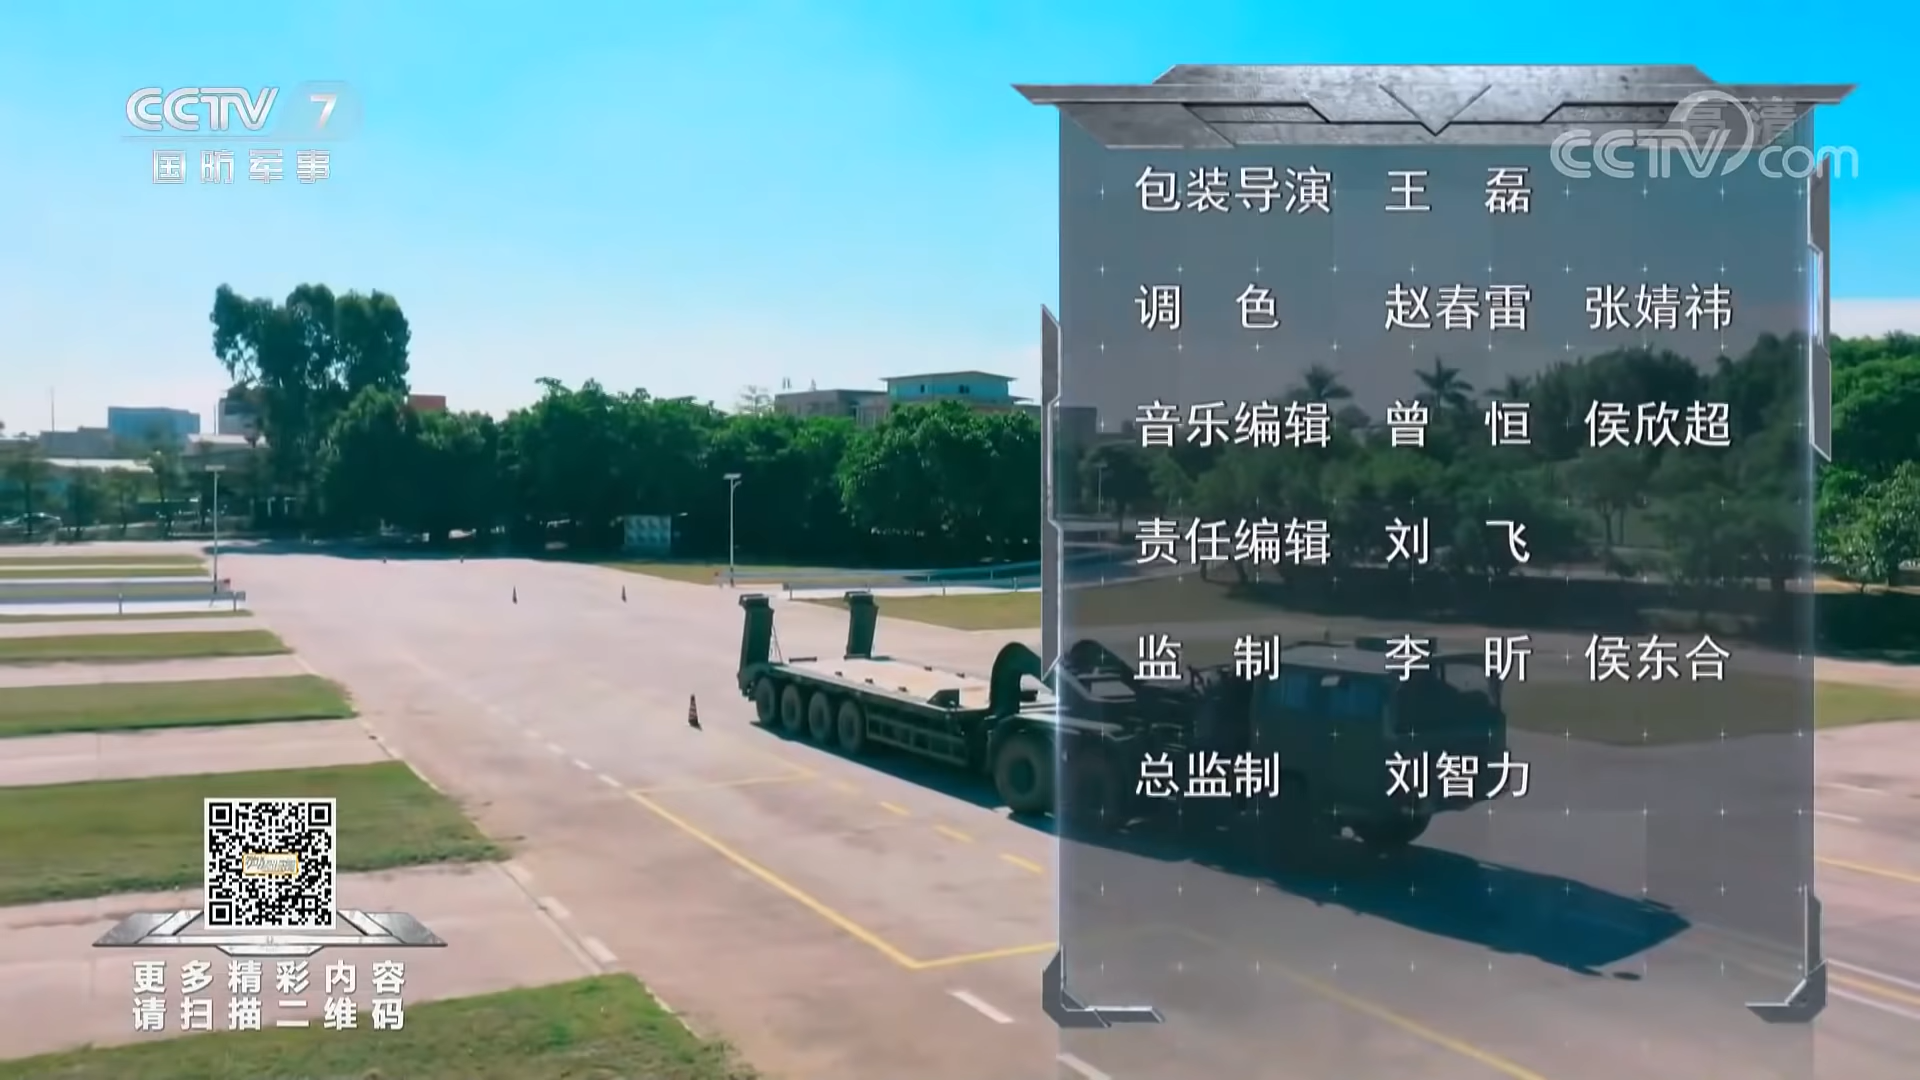 CCTV 7
国防军事
高清
CCTV.com
包装导演 王 磊
调 色 赵春雷 张婧祎
音乐编辑 曾 恒 侯欣超
责任编辑 刘 飞
监 制 李 昕 侯东合
总监制 刘智力
更多精彩内容
请扫描二维码